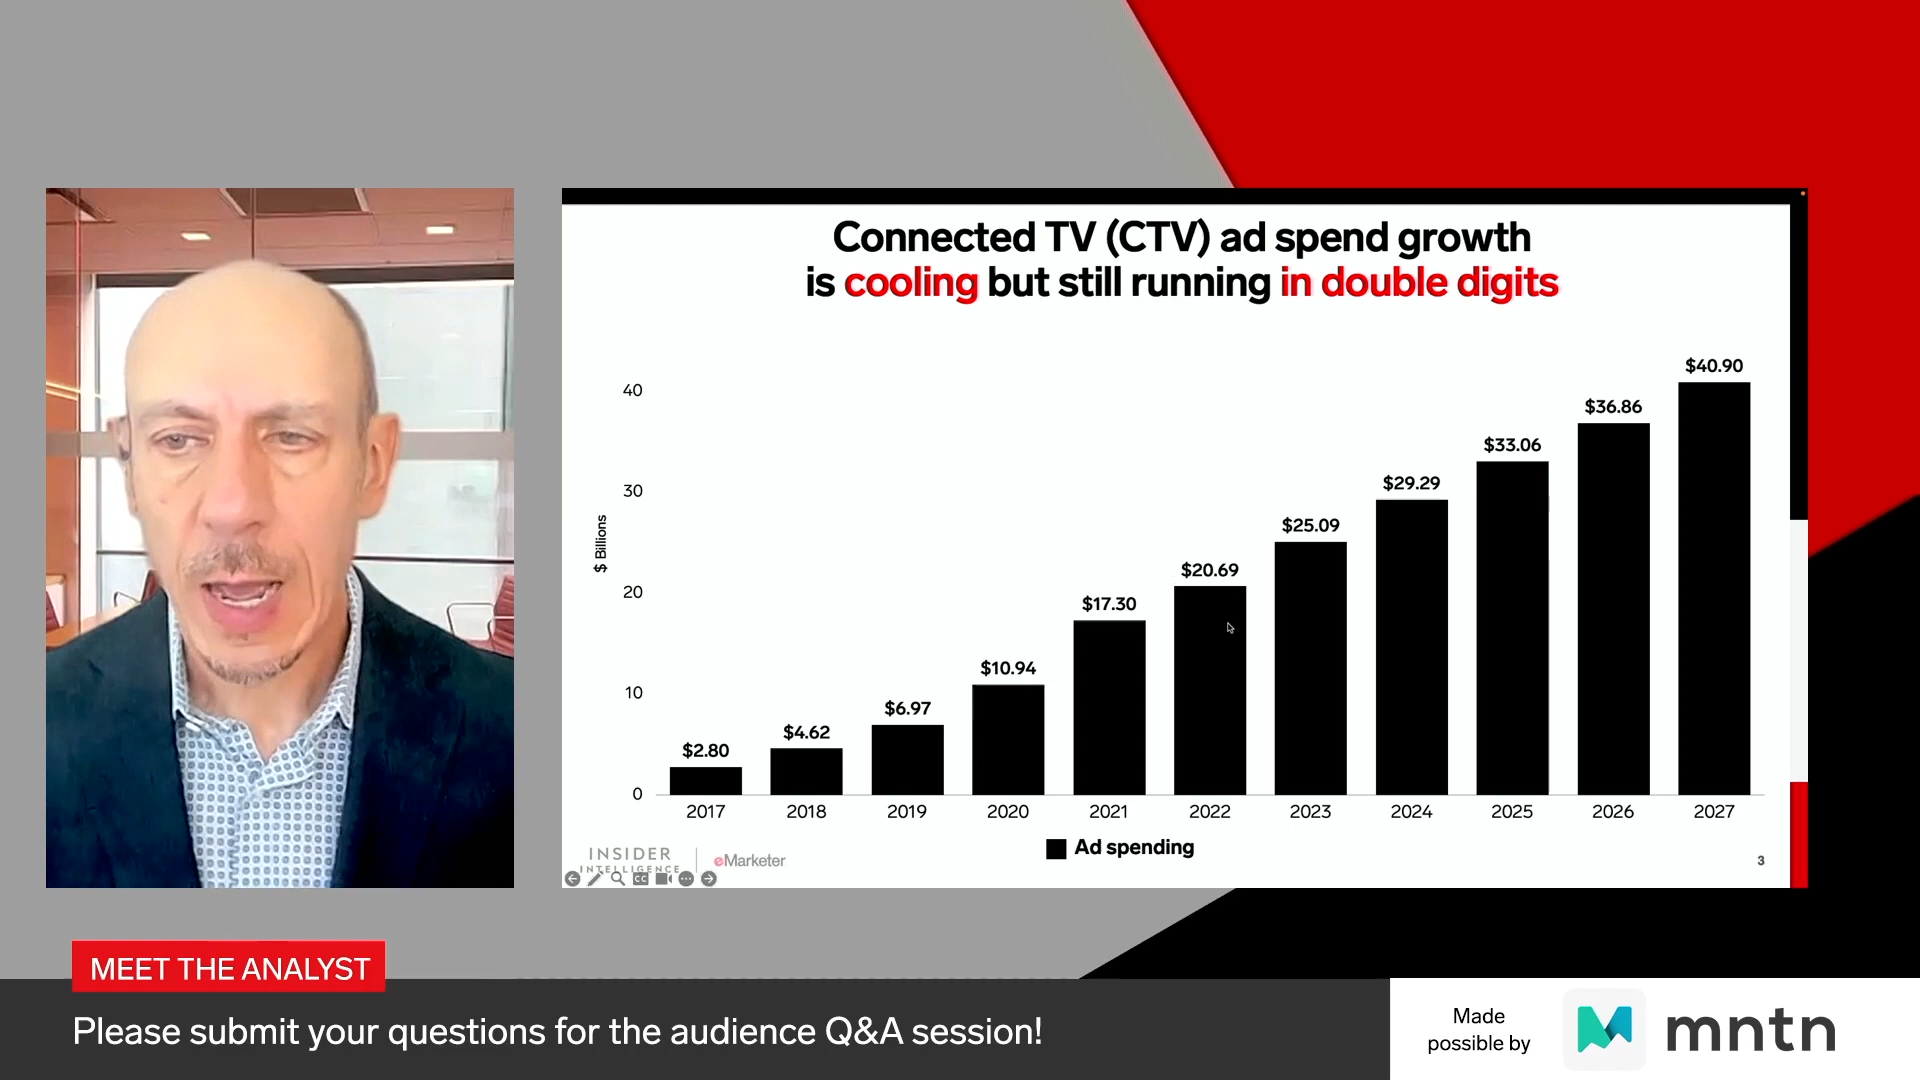 Connected TV (CTV) ad spend growth
is cooling but still running in double digits
$ Billions
40
30
20
10
0
$2.80
$4.62
$6.97
$10.94
$17.30
$20.69
$25.09
$29.29
$33.06
$36.86
$40.90
2017 2018 2019 2020 2021 2022 2023 2024 2025 2026 2027
Ad spending
INSIDER
INTELLIGENCE
eMarketer
CC
3
MEET THE ANALYST
Please submit your questions for the audience Q&A session!
Made
possible by
mntn